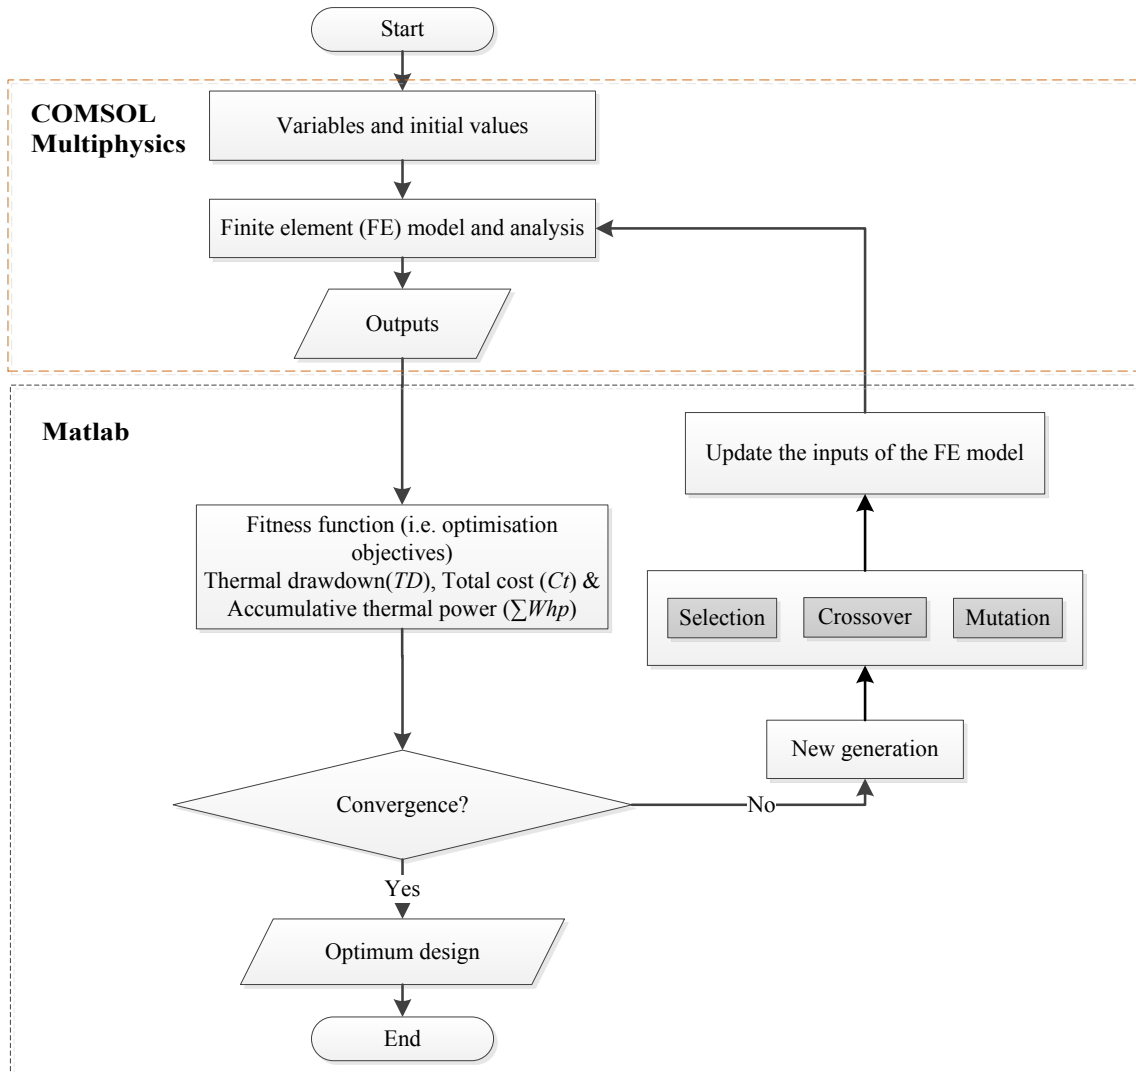 Start
COMSOL
Multiphysics
Variables and initial values
Finite element (FE) model and analysis
Outputs
Matlab
Update the inputs of the FE model
Fitness function (i.e. optimisation
objectives)
Thermal drawdown(TD), Total cost (Ct) &
Accumulative thermal power (∑Whp)
Selection
Crossover
Mutation
New generation
Convergence?
No
Yes
Optimum design
End